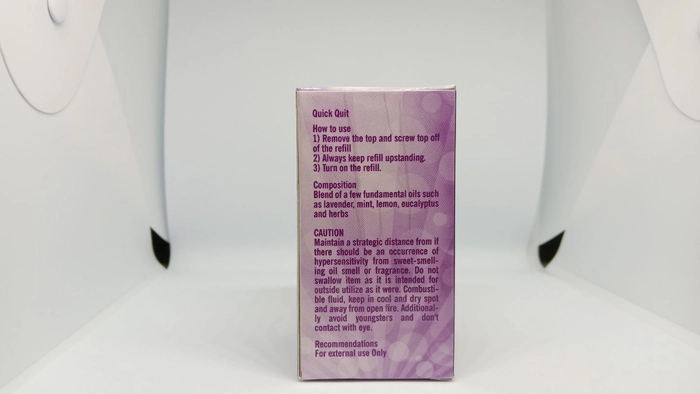 Quick Quit
How to use
1) Remove the top and screw top off
of the refill
2) Always keep refill upstanding.
3) Turn on the refill.
Composition
Blend of a few fundamental oils such
as lavender, mint, lemon, eucalyptus
and herbs
CAUTION
Maintain a strategic distance from if
there should be an occurrence of
hypersensitivity from sweet-smell-
ing oil smell or fragrance. Do not
swallow item as it is intended for
outside utilize as it were. Combusti-
ble fluid, keep in cool and dry spot
and away from open fire. Additional-
ly avoid youngsters and don't
contact with eye.
Recommendations
For external use Only